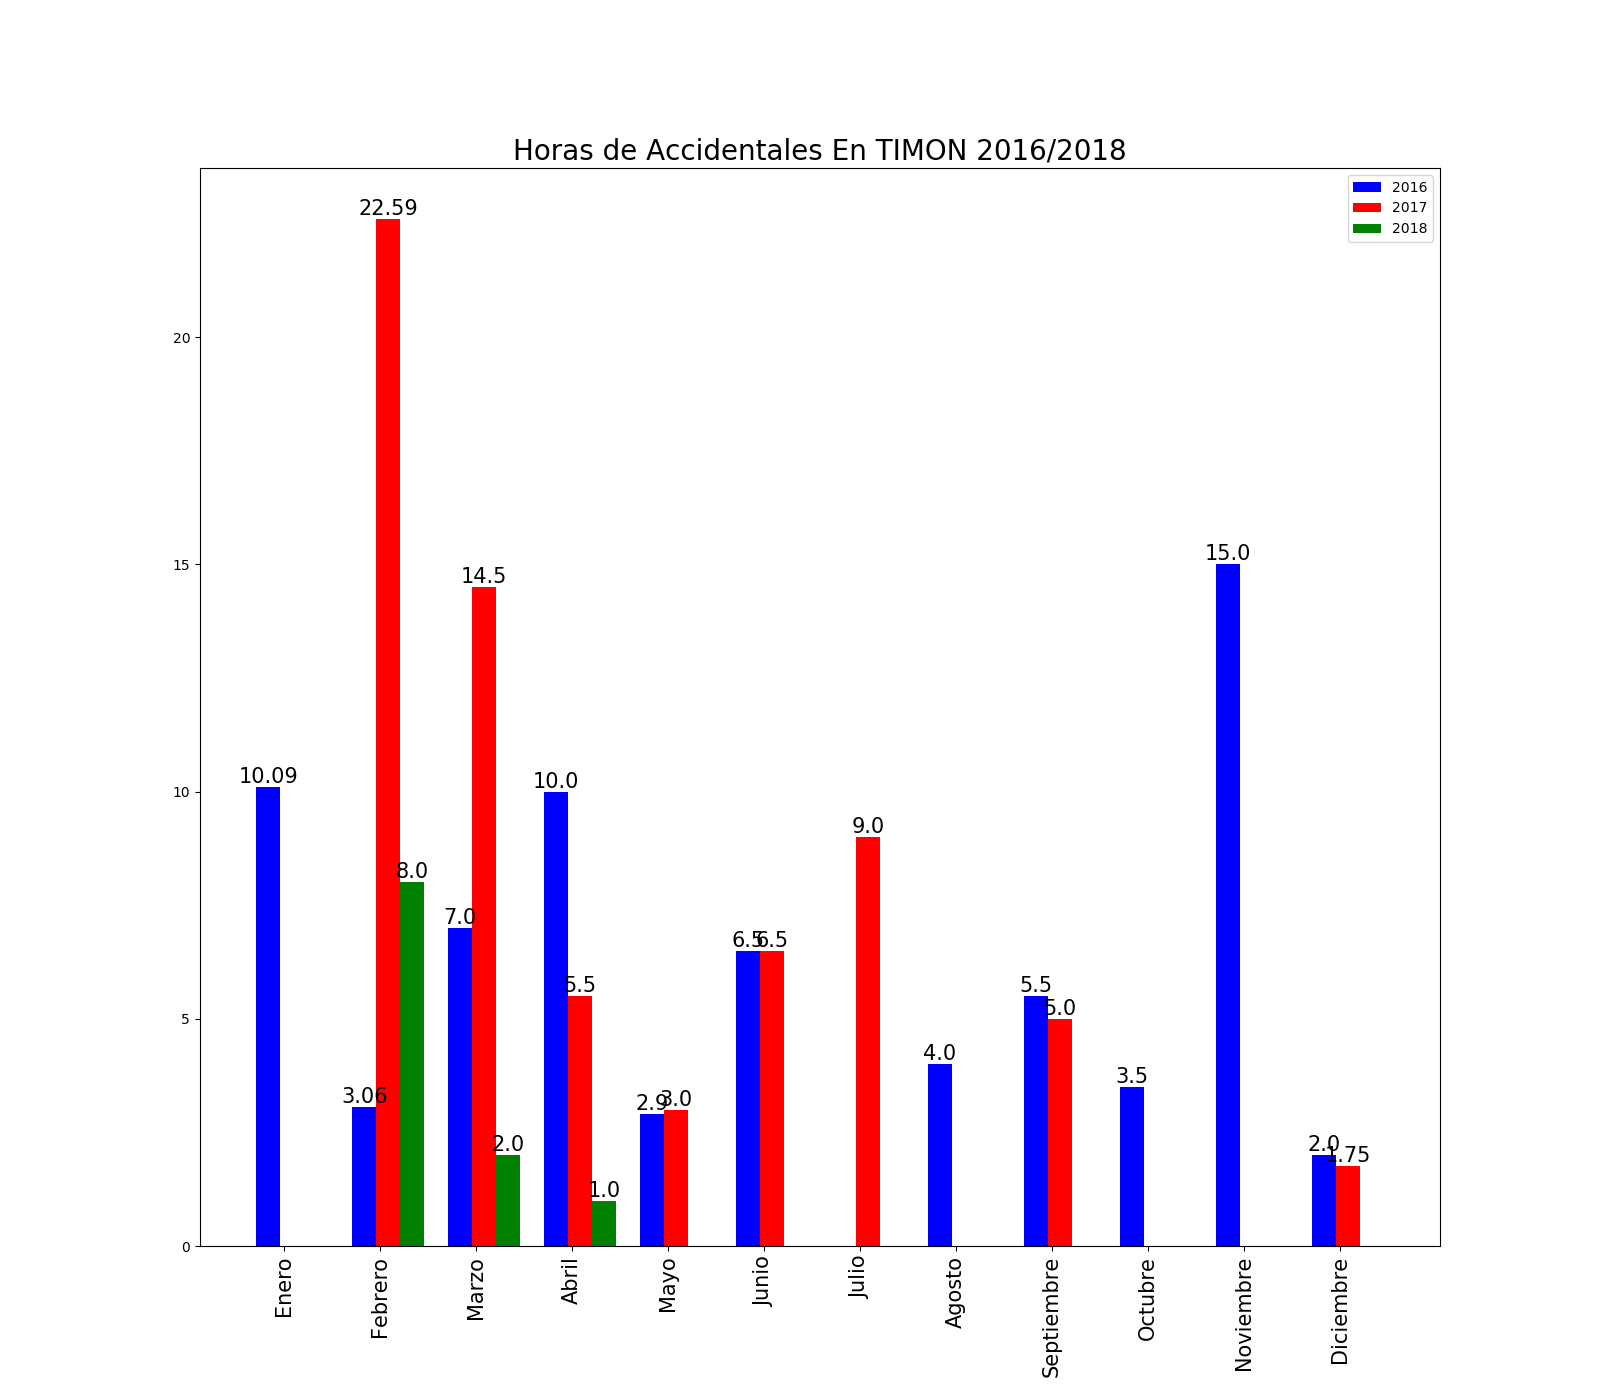 Horas de Accidentales En TIMON 2016/2018
2016
2017
2018
22.59
20
15
14.5
15.0
10.09
10
10.0
9.0
8.0
7.0
6.5
6.5
5.5
5.5
5.0
5
4.0
3.5
3.06
2.9
3.0
2.0
2.0
1.75
1.0
0
Enero
Febrero
Marzo
Abril
Mayo
Junio
Julio
Agosto
Septiembre
Octubre
Noviembre
Diciembre